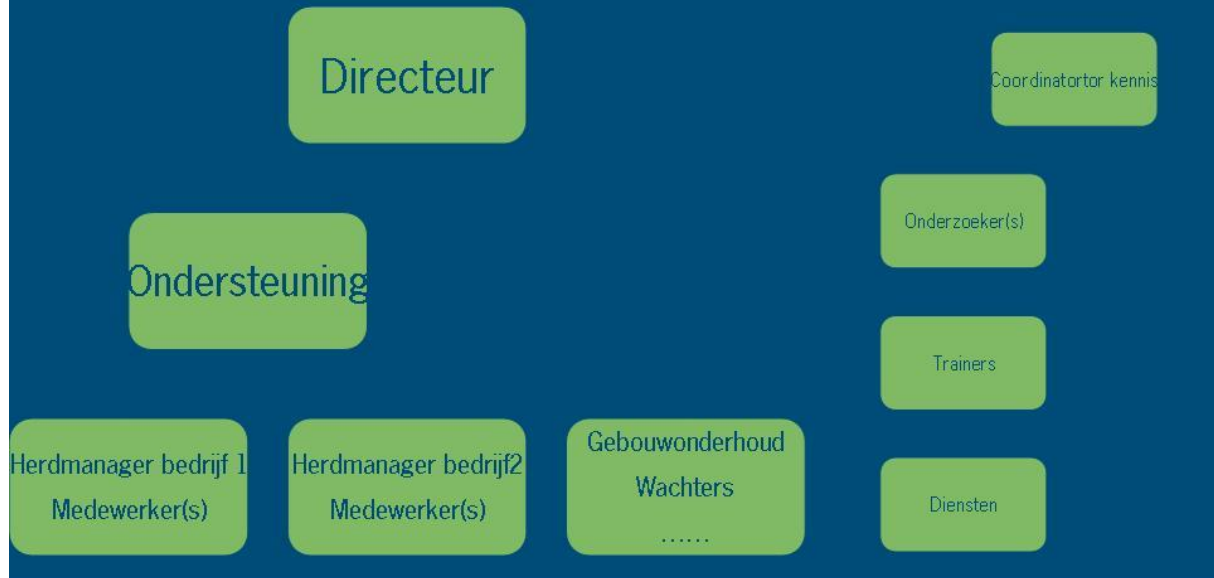 Directeur
Coordinatortor kennis
Onderzoeker(s)
Ondersteuning
Trainers
Herdmanager bedrijf 1
Medewerker(s)
Herdmanager bedrijf2
Medewerker(s)
Gebouwonderhoud
Wachters
......
Diensten